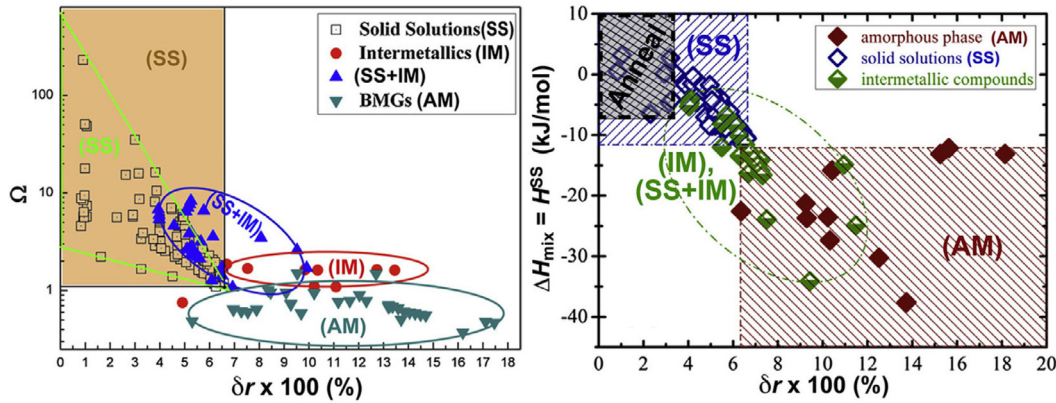 Solid Solutions(SS)
Intermetallics (IM)
(SS+IM)
BMGs (AM)
(SS)
(SS)
(SS+IM)
(IM)
(AM)
Ω
100
10
1
0 1 2 3 4 5 6 7 8 9 10 11 12 13 14 15 16 17 18
δr x 100 (%)
amorphous phase (AM)
solid solutions (SS)
intermetallic compounds
Anneal
(SS)
(IM),
(SS+IM)
(AM)
ΔHmix = HSS (kJ/mol)
10
0
-10
-20
-30
-40
0 2 4 6 8 10 12 14 16 18 20
δr x 100 (%)